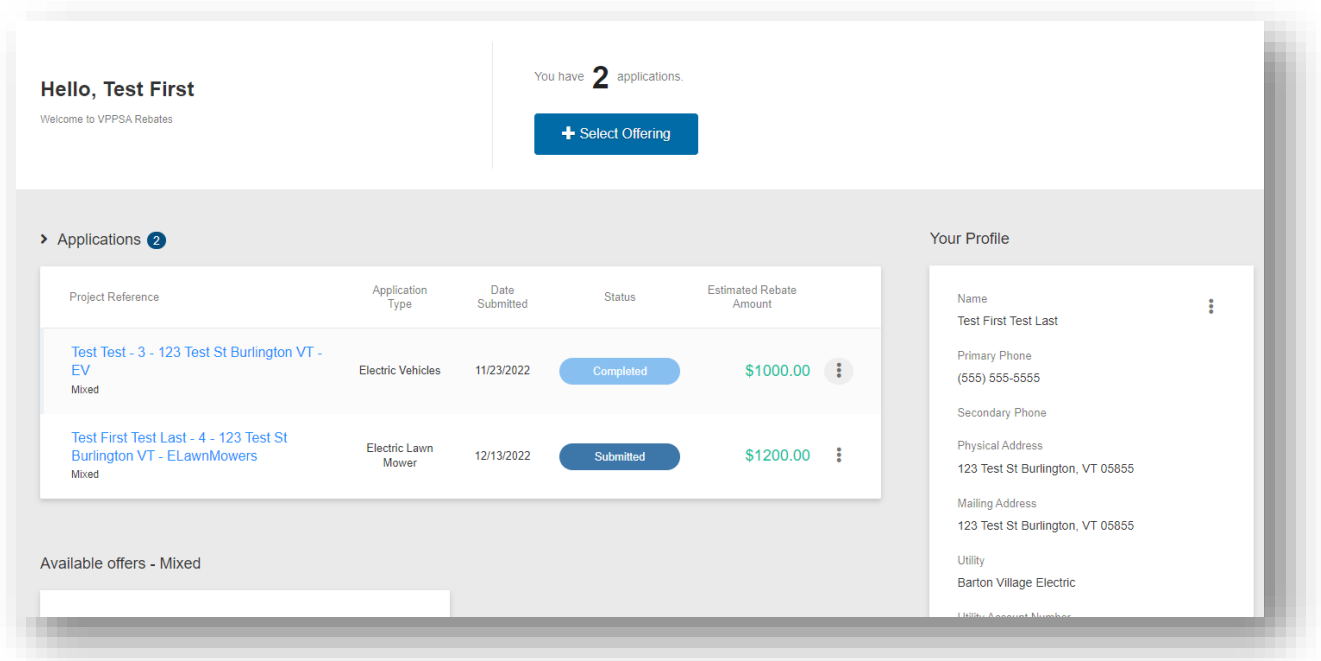 Hello, Test First
Welcome to VPPSA Rebates
You have 2 applications.
+ Select Offering
Applications 2
Project Reference
Application
Type
Date
Submitted
Status
Estimated Rebate
Amount
Test Test - 3 - 123 Test St Burlington VT -
EV
Mixed
Electric Vehicles
11/23/2022
Completed
$1000.00
Test First Test Last - 4 - 123 Test St
Burlington VT - ELawnMowers
Mixed
Electric Lawn
Mower
12/13/2022
Submitted
$1200.00
Available offers - Mixed
Your Profile
Name
Test First Test Last
Primary Phone
(555) 555-5555
Secondary Phone
Physical Address
123 Test St Burlington, VT 05855
Mailing Address
123 Test St Burlington, VT 05855
Utility
Barton Village Electric
Utility Account Number